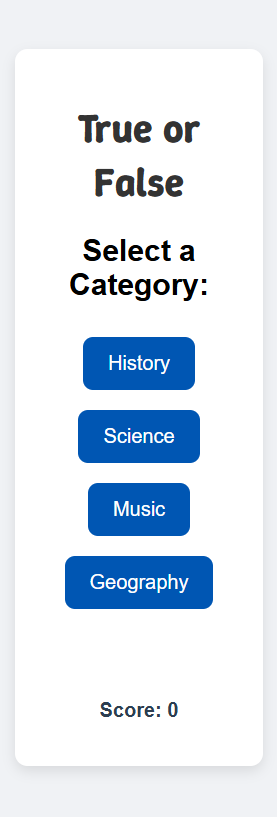 True or
False
Select a
Category:
History
Science
Music
Geography
Score: 0